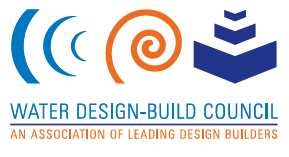 WATER DESIGN-BUILD COUNCIL
AN ASSOCIATION OF LEADING DESIGN BUILDERS